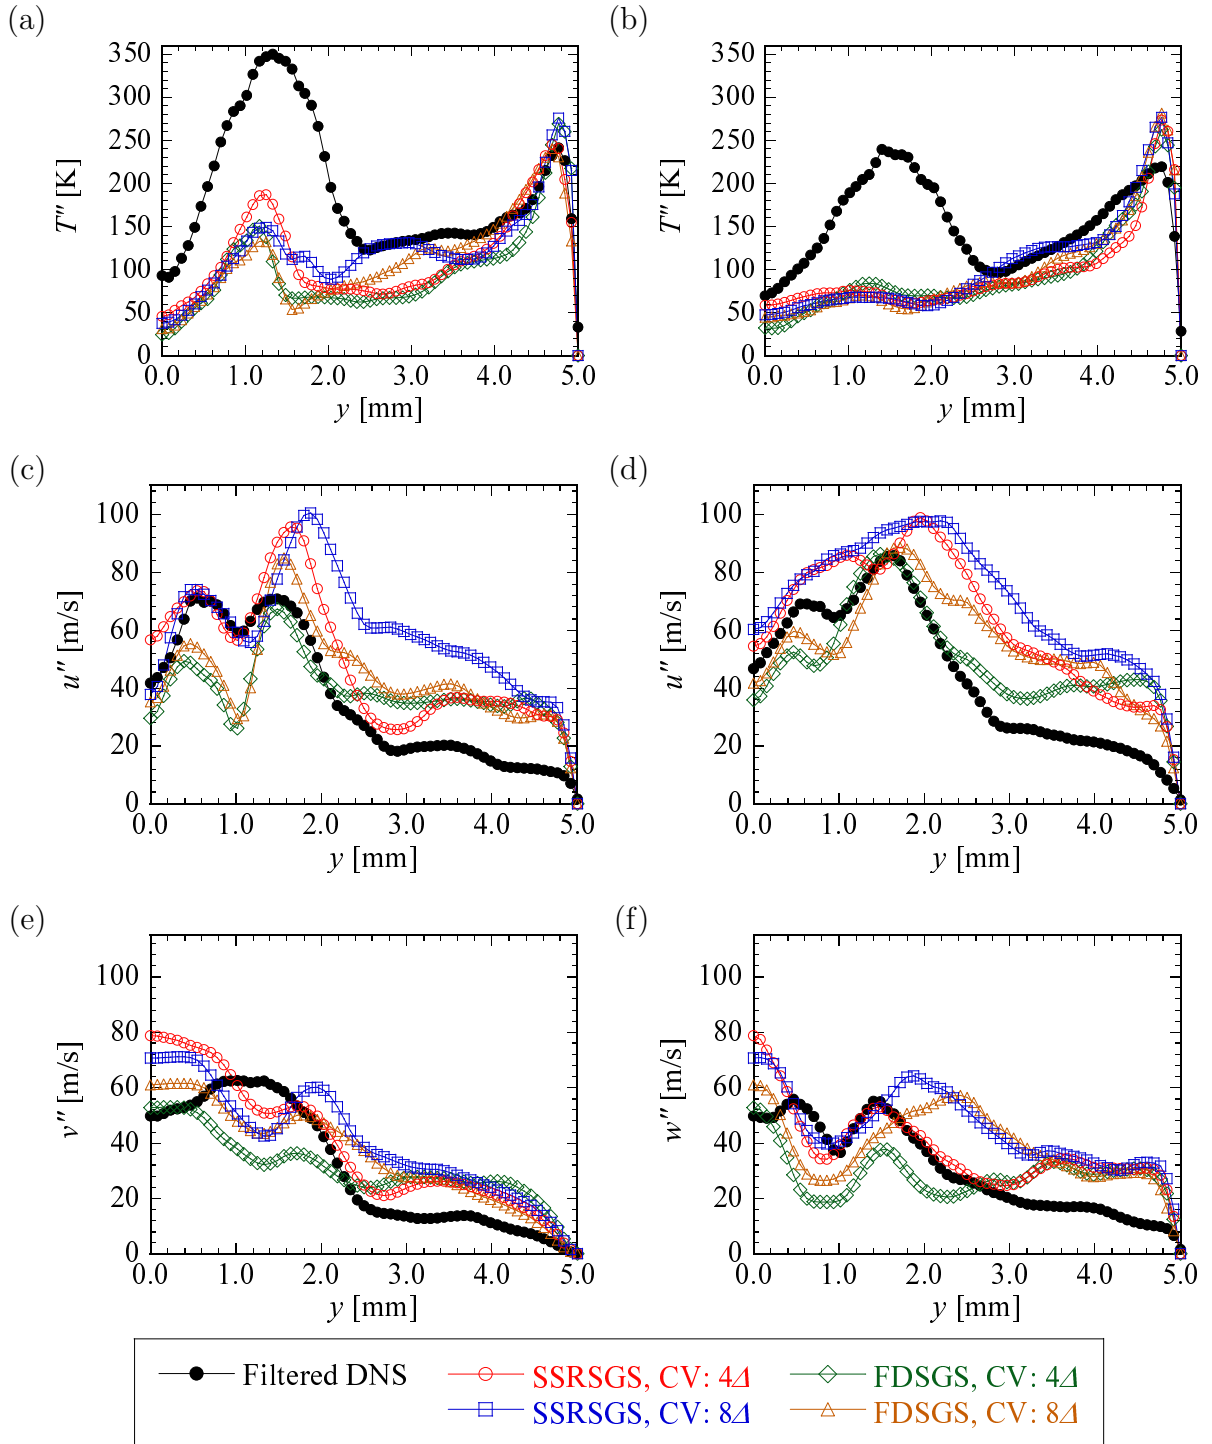 (a) (b)
350 350
300 300
250 250
200 200
150 150
100 100
50 50
0 0
T″ [K] T″ [K]
0.0 1.0 2.0 3.0 4.0 5.0 0.0 1.0 2.0 3.0 4.0 5.0
y [mm] y [mm]
(c) (d)
100 100
80 80
60 60
40 40
20 20
0 0
u″ [m/s] u″ [m/s]
0.0 1.0 2.0 3.0 4.0 5.0 0.0 1.0 2.0 3.0 4.0 5.0
y [mm] y [mm]
(e) (f)
100 100
80 80
60 60
40 40
20 20
0 0
v″ [m/s] w″ [m/s]
0.0 1.0 2.0 3.0 4.0 5.0 0.0 1.0 2.0 3.0 4.0 5.0
y [mm] y [mm]
Filtered DNS SSRSGS, CV: 4Δ FDSGS, CV: 4Δ
SSRSGS, CV: 8Δ FDSGS, CV: 8Δ